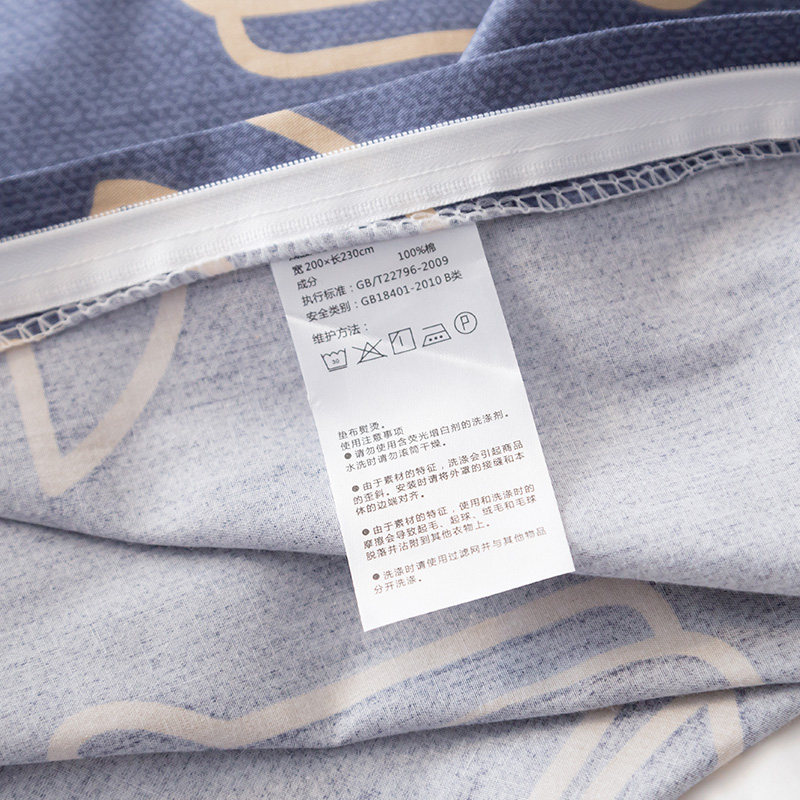 宽200×长230cm
成分 100%棉
执行标准：GB/T22796-2009
安全类别：GB18401-2010 B类
维护方法：
30 P
垫布熨烫。
使用注意事项
●请勿使用含荧光增白剂的洗涤剂。
水洗时请勿滚筒干燥。
●由于素材的特征，洗涤会引起商品
的歪斜。安装时请将外罩的接缝和本
体的边端对齐。
●由于素材的特征，使用和洗涤时的
摩擦会导致起毛、起球、绒毛和毛球
脱落并沾附到其他衣物上。
●洗涤时请使用过滤网并与其他物品
分开洗涤。